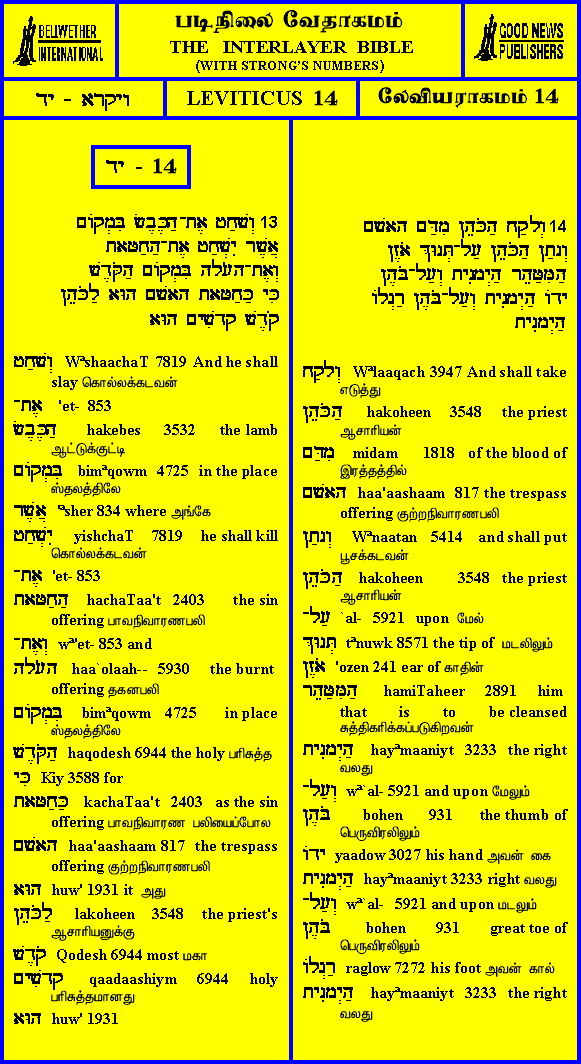 BELLWETHER
INTERNATIONAL
படிநிலை வேதாகமம்
THE INTERLAYER BIBLE
(WITH STRONG'S NUMBERS)
GOOD NEWS
PUBLISHERS
ויקרא - יד
LEVITICUS 14
லேவியராகமம் 14
14 - יד
13 וְשָׁחַט אֶת־הַכֶּבֶשׂ בִּמְקוֹם
אֲשֶׁר יִשְׁחַט אֶת־הַחַטָּאת
וְאֶת־הָעֹלָה בִּמְקוֹם הַקֹּדֶשׁ
כִּי כַּחַטָּאת הָאָשָׁם הוּא לַכֹּהֵן
קֹדֶשׁ קָדָשִׁים הוּא
וְשָׁחַט WªshaachaT 7819 And he shall
slay கொல்லக்கடவன்
אֶת־ 'et- 853
הַכֶּבֶשׂ hakebes 3532 the lamb
ஆட்டுக்குட்டி
בִּמְקוֹם bimªqowm 4725 in the place
ஸ்தலத்திலே
אֲשֶׁר ªsher 834 where அங்கே
יִשְׁחַט yishchaT 7819 he shall kill
கொல்லக்கடவன்
אֶת־ 'et- 853
הַחַטָּאת hachaTaa't 2403 the sin
offering பாவநிவாரணபலி
וְאֶת־ wª'et- 853 and
הָעֹלָה haa`olaah-- 5930 the burnt
offering தகனபலி
בִּמְקוֹם bimªqowm 4725 in place
ஸ்தலத்திலே
הַקֹּדֶשׁ haqodesh 6944 the holy பரிசுத்த
כִּי Kiy 3588 for
כַּחַטָּאת kachaTaa't 2403 as the sin
offering பாவநிவாரண பலியைப்போல
הָאָשָׁם haa'aashaam 817 the trespass
offering குற்றநிவாரணபலி
הוּא huw' 1931 it அது
לַכֹּהֵן lakoheen 3548 the priest's
ஆசாரியனுக்கு
קֹדֶשׁ Qodesh 6944 most மகா
קָדָשִׁים qaadaashiym 6944 holy
பரிசுத்தமானது
הוּא huw' 1931
14 וְלָקַח הַכֹּהֵן מִדַּם הָאָשָׁם
וְנָתַן הַכֹּהֵן עַל־תְּנוּךְ אֹזֶן
הַמִּטַּהֵר הַיְמָנִית וְעַל־בֹּהֶן
יָדוֹ הַיְמָנִית וְעַל־בֹּהֶן רַגְלוֹ
הַיְמָנִית
וְלָקַח Wªlaaqach 3947 And shall take
எடுத்து
הַכֹּהֵן hakoheen 3548 the priest
ஆசாரியன்
מִדַּם midam 1818 of the blood of
இரத்தத்தில்
הָאָשָׁם haa'aashaam 817 the trespass
offering குற்றநிவாரணபலி
וְנָתַן Wªnaatan 5414 and shall put
பூசக்கடவன்
הַכֹּהֵן hakoheen 3548 the priest
ஆசாரியன்
עַל־ `al- 5921 upon மேல்
תְּנוּךְ tªnuwk 8571 the tip of மடலிலும்
אֹזֶן 'ozen 241 ear of காதின்
הַמִּטַּהֵר hamiTaheer 2891 him
that is to be cleansed
சுத்திகரிக்கப்படுகிறவன்
הַיְמָנִית hayªmaaniyt 3233 the right
வலது
וְעַל־ wª`al- 5921 and upon மேலும்
בֹּהֶן bohen 931 the thumb of
பெருவிரலிலும்
יָדוֹ yaadow 3027 his hand அவன் கை
הַיְמָנִית hayªmaaniyt 3233 right வலது
וְעַל־ wª`al- 5921 and upon மடலும்
בֹּהֶן bohen 931 great toe of
பெருவிரலிலும்
רַגְלוֹ raglow 7272 his foot அவன் கால்
הַיְמָנִית hayªmaaniyt 3233 the right
வலது